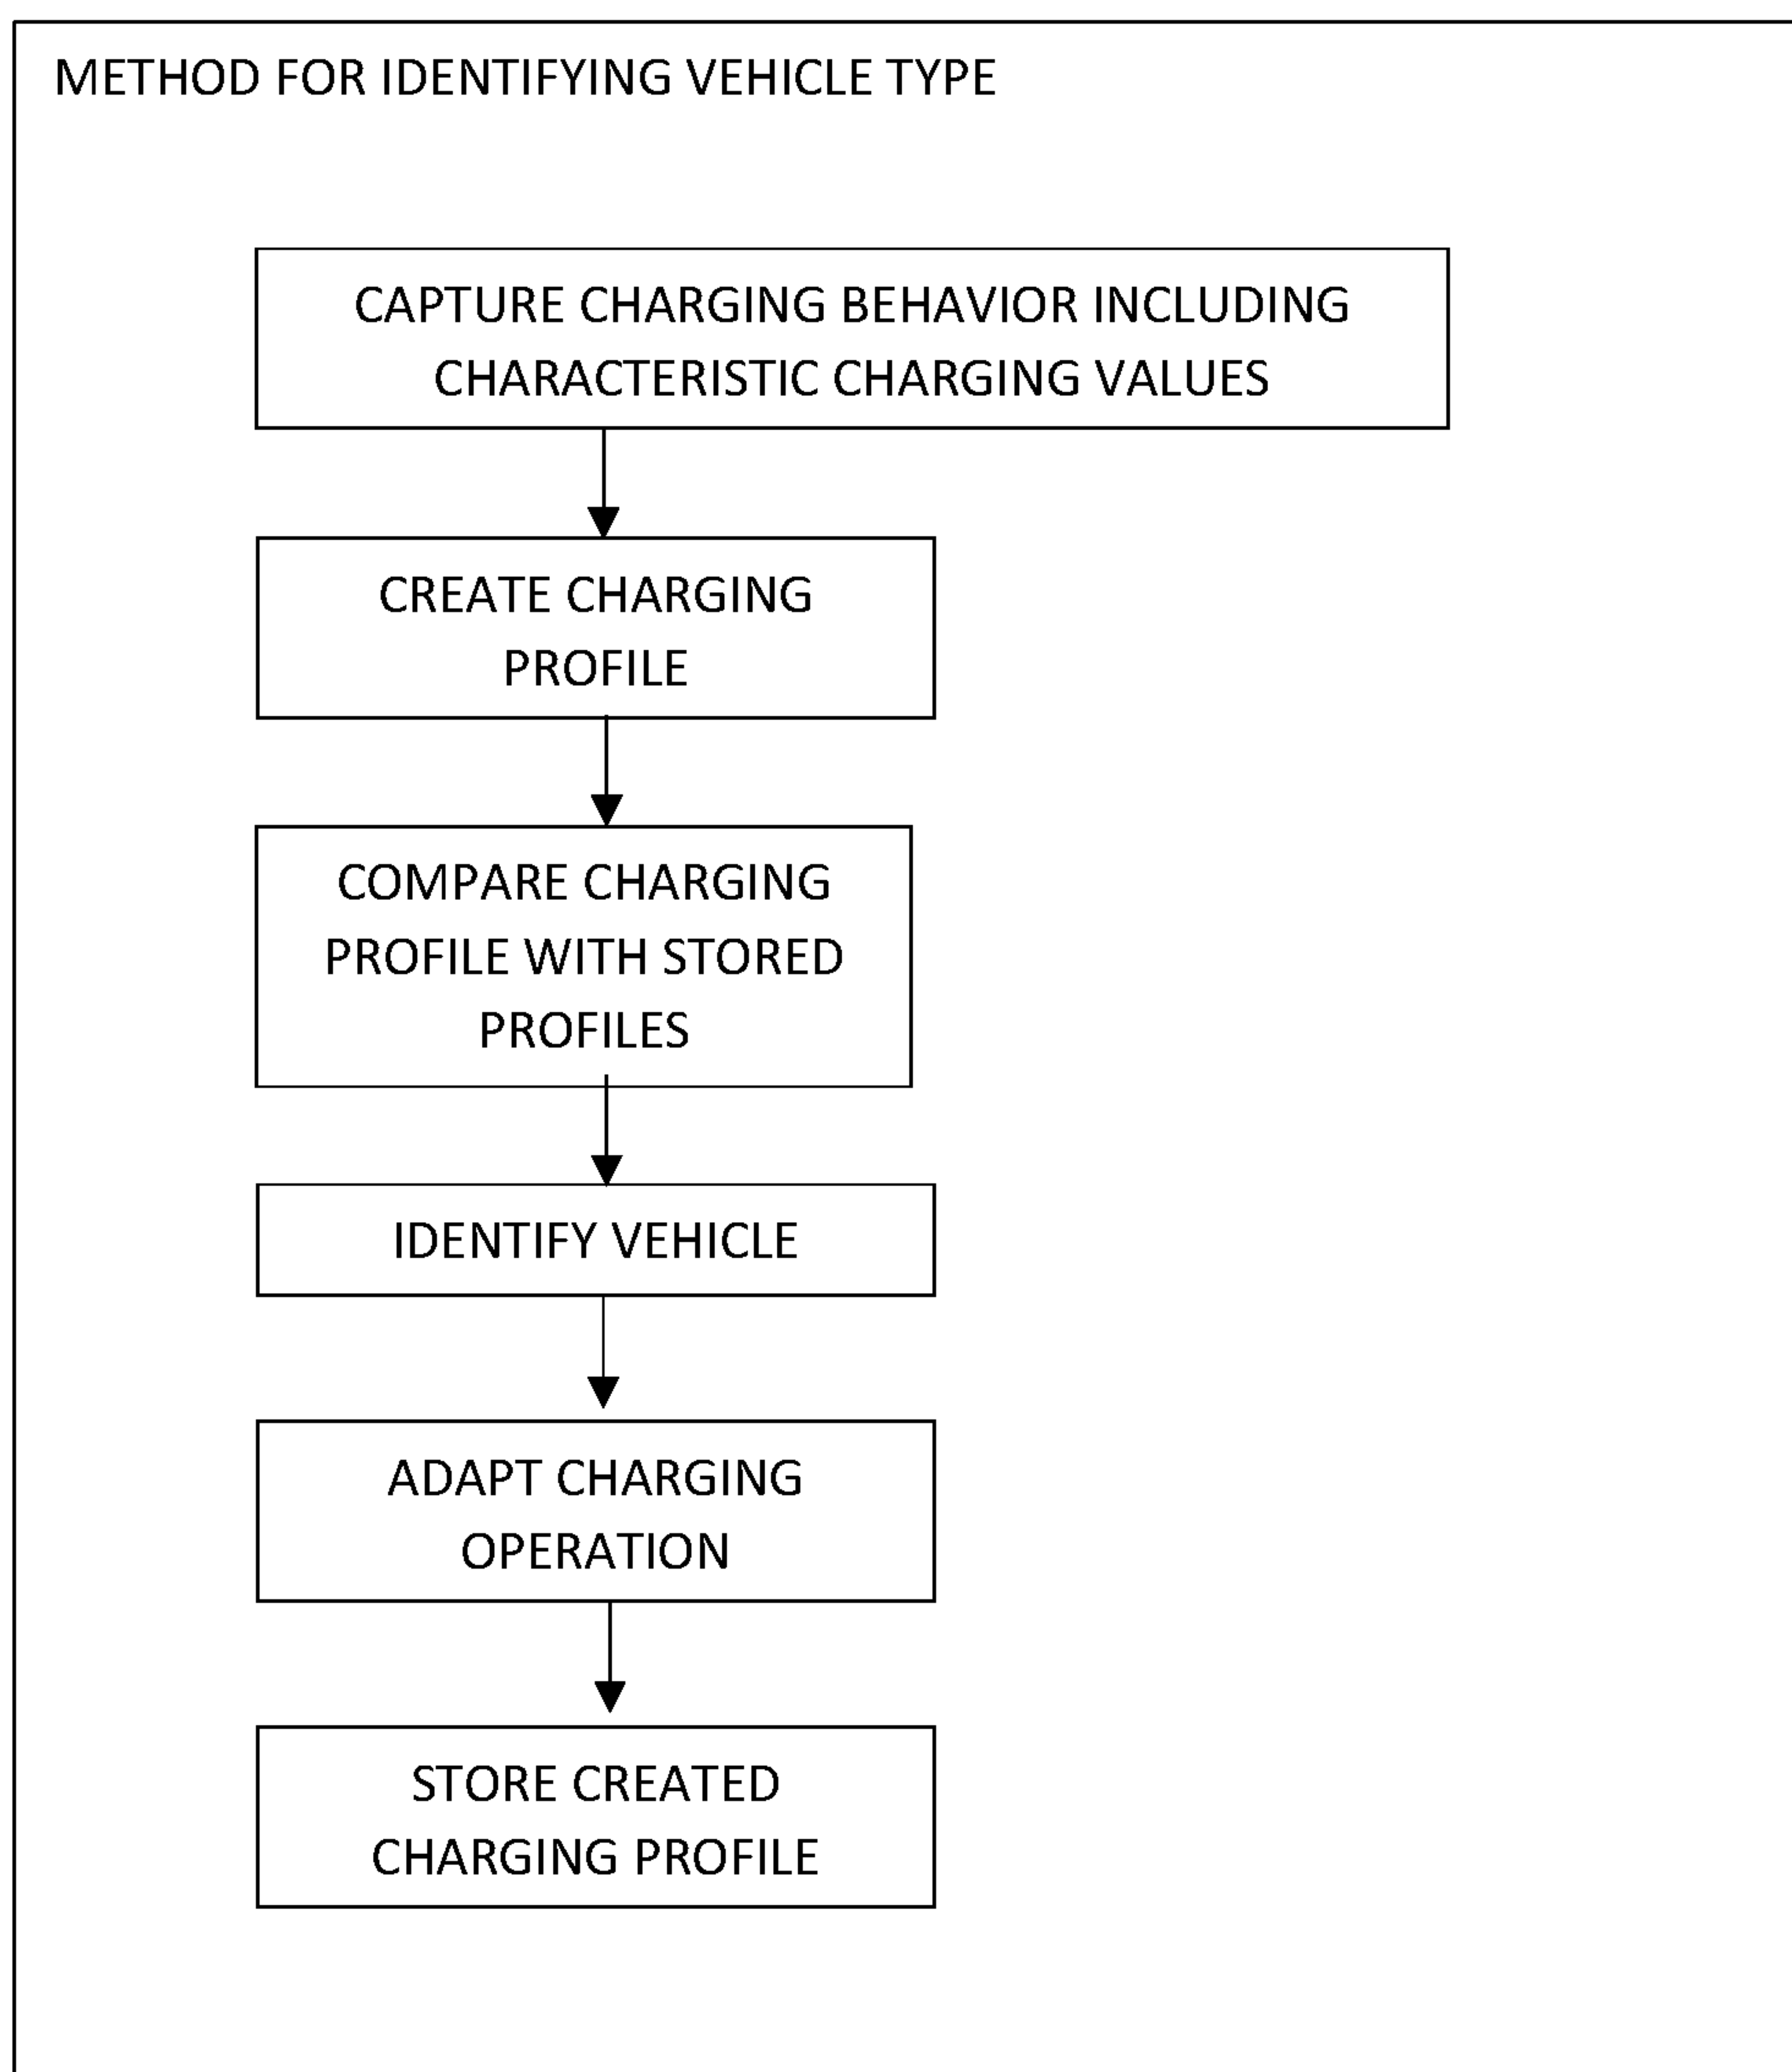 METHOD FOR IDENTIFYING VEHICLE TYPE
CAPTURE CHARGING BEHAVIOR INCLUDING
CHARACTERISTIC CHARGING VALUES
CREATE CHARGING
PROFILE
COMPARE CHARGING
PROFILE WITH STORED
PROFILES
IDENTIFY VEHICLE
ADAPT CHARGING
OPERATION
STORE CREATED
CHARGING PROFILE